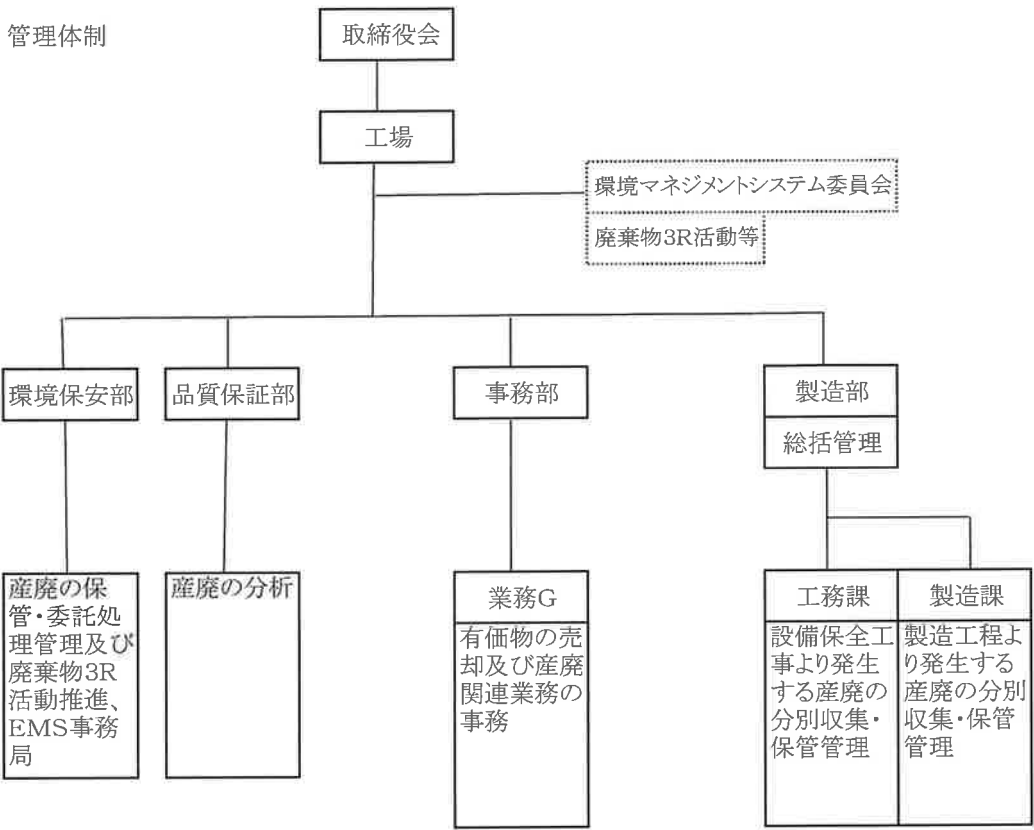 管理体制
取締役会
工場
環境マネジメントシステム委員会
廃棄物3R活動等
環境保安部
品質保証部
事務部
製造部
総括管理
産廃の保
管・委託処
理管理及び
廃棄物3R
活動推進、
EMS事務
局
産廃の分析
業務G
有価物の売
却及び産廃
関連業務の
事務
工務課
設備保全工
事より発生
する産廃の
分別収集・
保管管理
製造課
製造工程よ
り発生する
産廃の分別
収集・保管
管理